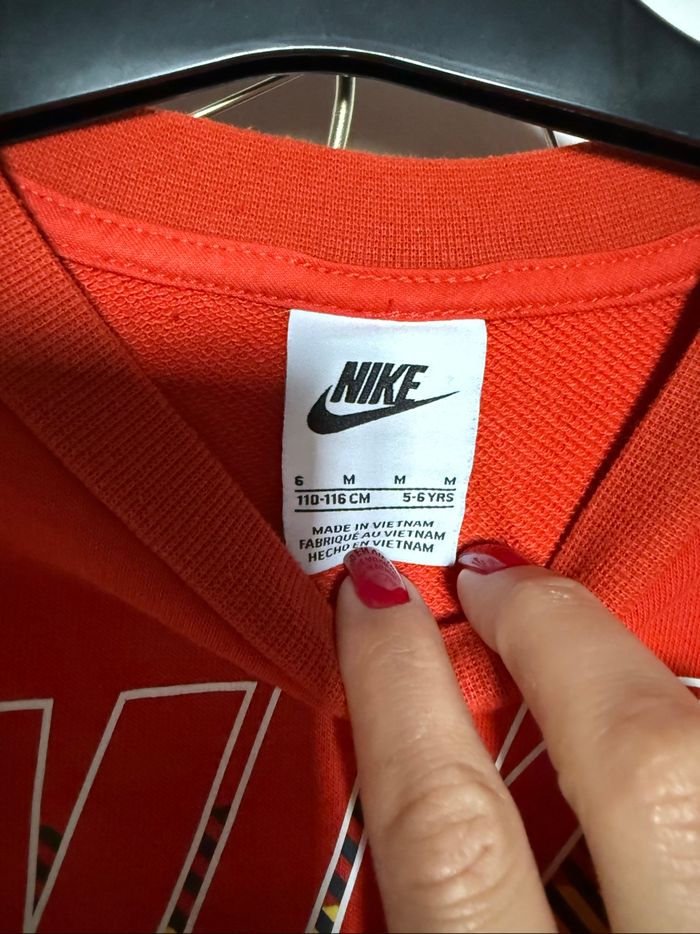 NIKE
6 M M M
110-116 CM 5-6 YRS
MADE IN VIETNAM
FABRIQUÉ AU VIETNAM
HECHO EN VIETNAM